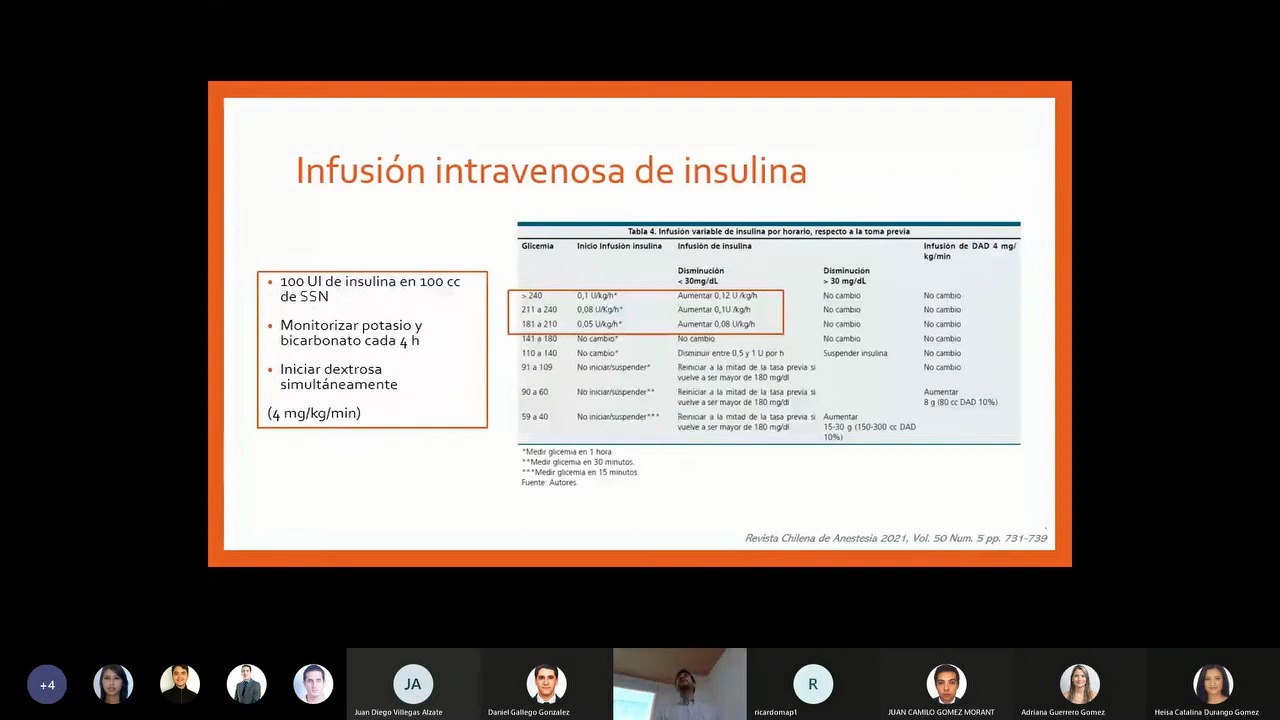 Infusión intravenosa de insulina
• 100 UI de insulina en 100 cc
de SSN
• Monitorizar potasio y
bicarbonato cada 4 h
• Iniciar dextrosa
simultáneamente
(4 mg/kg/min)
Tabla 4. Infusión variable de insulina por horario, respecto a la toma previa
Glicemia Inicio Infusión insulina Infusión de insulina Infusión de DAD 4 mg/
kg/min)
Disminución Disminución
< 30mg/dL > 30 mg/dL
> 240 0,1 U/kg/h* Aumentar 0,12 U /kg/h No cambio No cambio
211 a 240 0,08 U/Kg/h* Aumentar 0,1U /kg/h No cambio No cambio
181 a 210 0,05 U/kg/h* Aumentar 0,08 U/kg/h No cambio No cambio
141 a 180 No cambio* No cambio No cambio No cambio
110 a 140 No cambio* Disminuir entre 0,5 y 1 U por h Suspender insulina No cambio
91 a 109 No iniciar/suspender* Reiniciar a la mitad de la tasa previa si No cambio
vuelve a ser mayor de 180 mg/dl
90 a 60 No iniciar/suspender** Reiniciar a la mitad de la tasa previa si Aumentar
vuelve a ser mayor de 180 mg/dl 8 g (80 cc DAD 10%)
59 a 40 No iniciar/suspender*** Reiniciar a la mitad de la tasa previa si Aumentar
vuelve a ser mayor de 180 mg/dl 15-30 g (150-300 cc DAD
10%)
*Medir glicemia en 1 hora.
**Medir glicemia en 30 minutos.
***Medir glicemia en 15 minutos.
Fuente: Autores.
Revista Chilena de Anestesia 2021, Vol. 50 Num. 5 pp. 731-739
+4
JA
R
Juan Diego Villegas Alzate
Daniel Gallego Gonzalez
ricardomap1
JUAN CAMILO GOMEZ MORANT
Adriana Guerrero Gomez
Heisa Catalina Durango Gomez